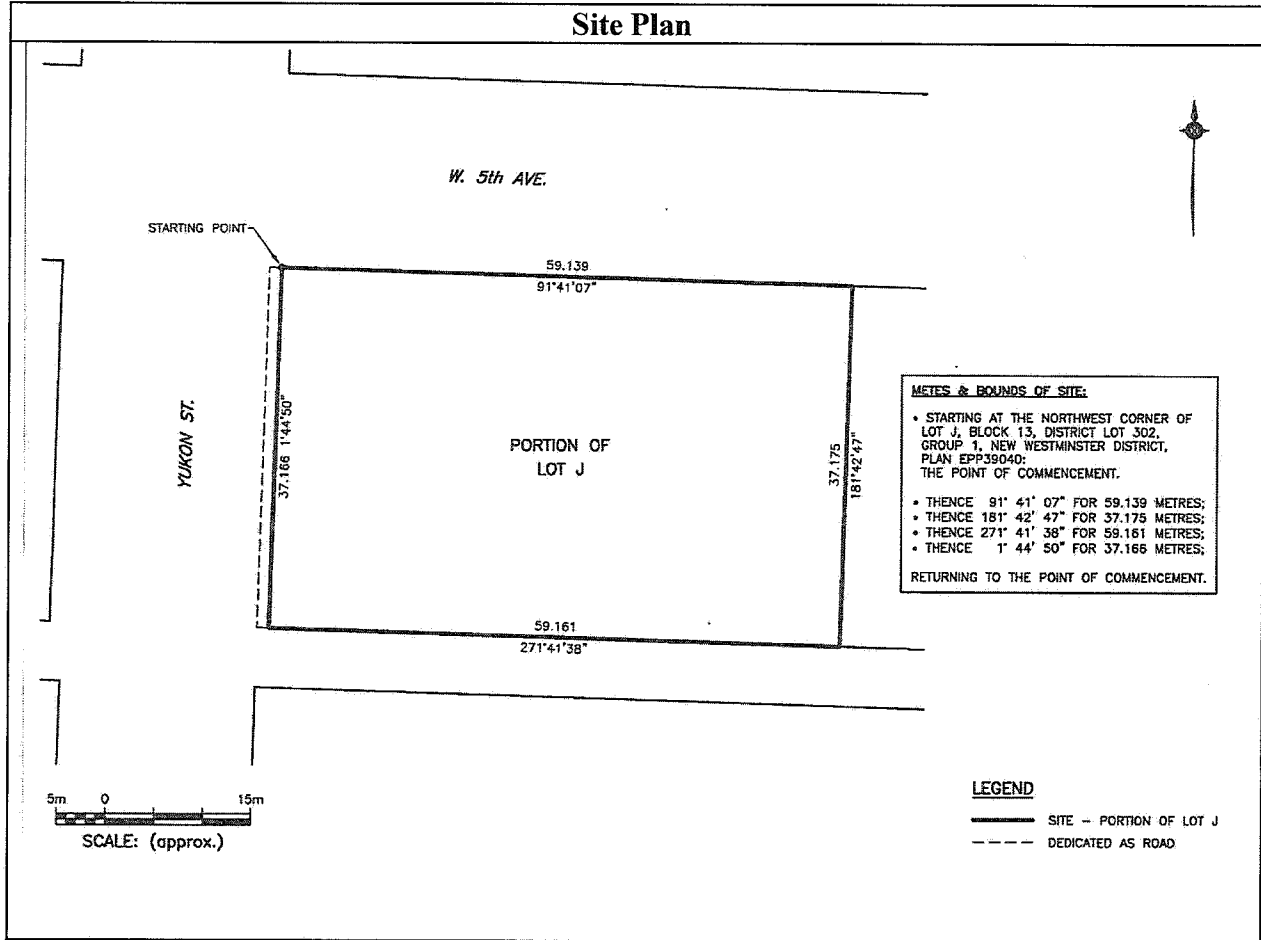 Site Plan
W. 5th AVE.
STARTING POINT
59.139
91°41'07"
YUKON ST.
37.166 1°44'50"
PORTION OF
LOT J
37.175
181°42'47"
METES & BOUNDS OF SITE:
• STARTING AT THE NORTHWEST CORNER OF
LOT J, BLOCK 13, DISTRICT LOT 302,
GROUP 1, NEW WESTMINSTER DISTRICT,
PLAN EPP39040:
THE POINT OF COMMENCEMENT.
• THENCE 91° 41' 07" FOR 59.139 METRES;
• THENCE 181° 42' 47" FOR 37.175 METRES;
• THENCE 271° 41' 38" FOR 59.161 METRES;
• THENCE 1° 44' 50" FOR 37.166 METRES;
RETURNING TO THE POINT OF COMMENCEMENT.
59.161
271°41'38"
5m 0 15m
SCALE: (approx.)
LEGEND
SITE – PORTION OF LOT J
DEDICATED AS ROAD